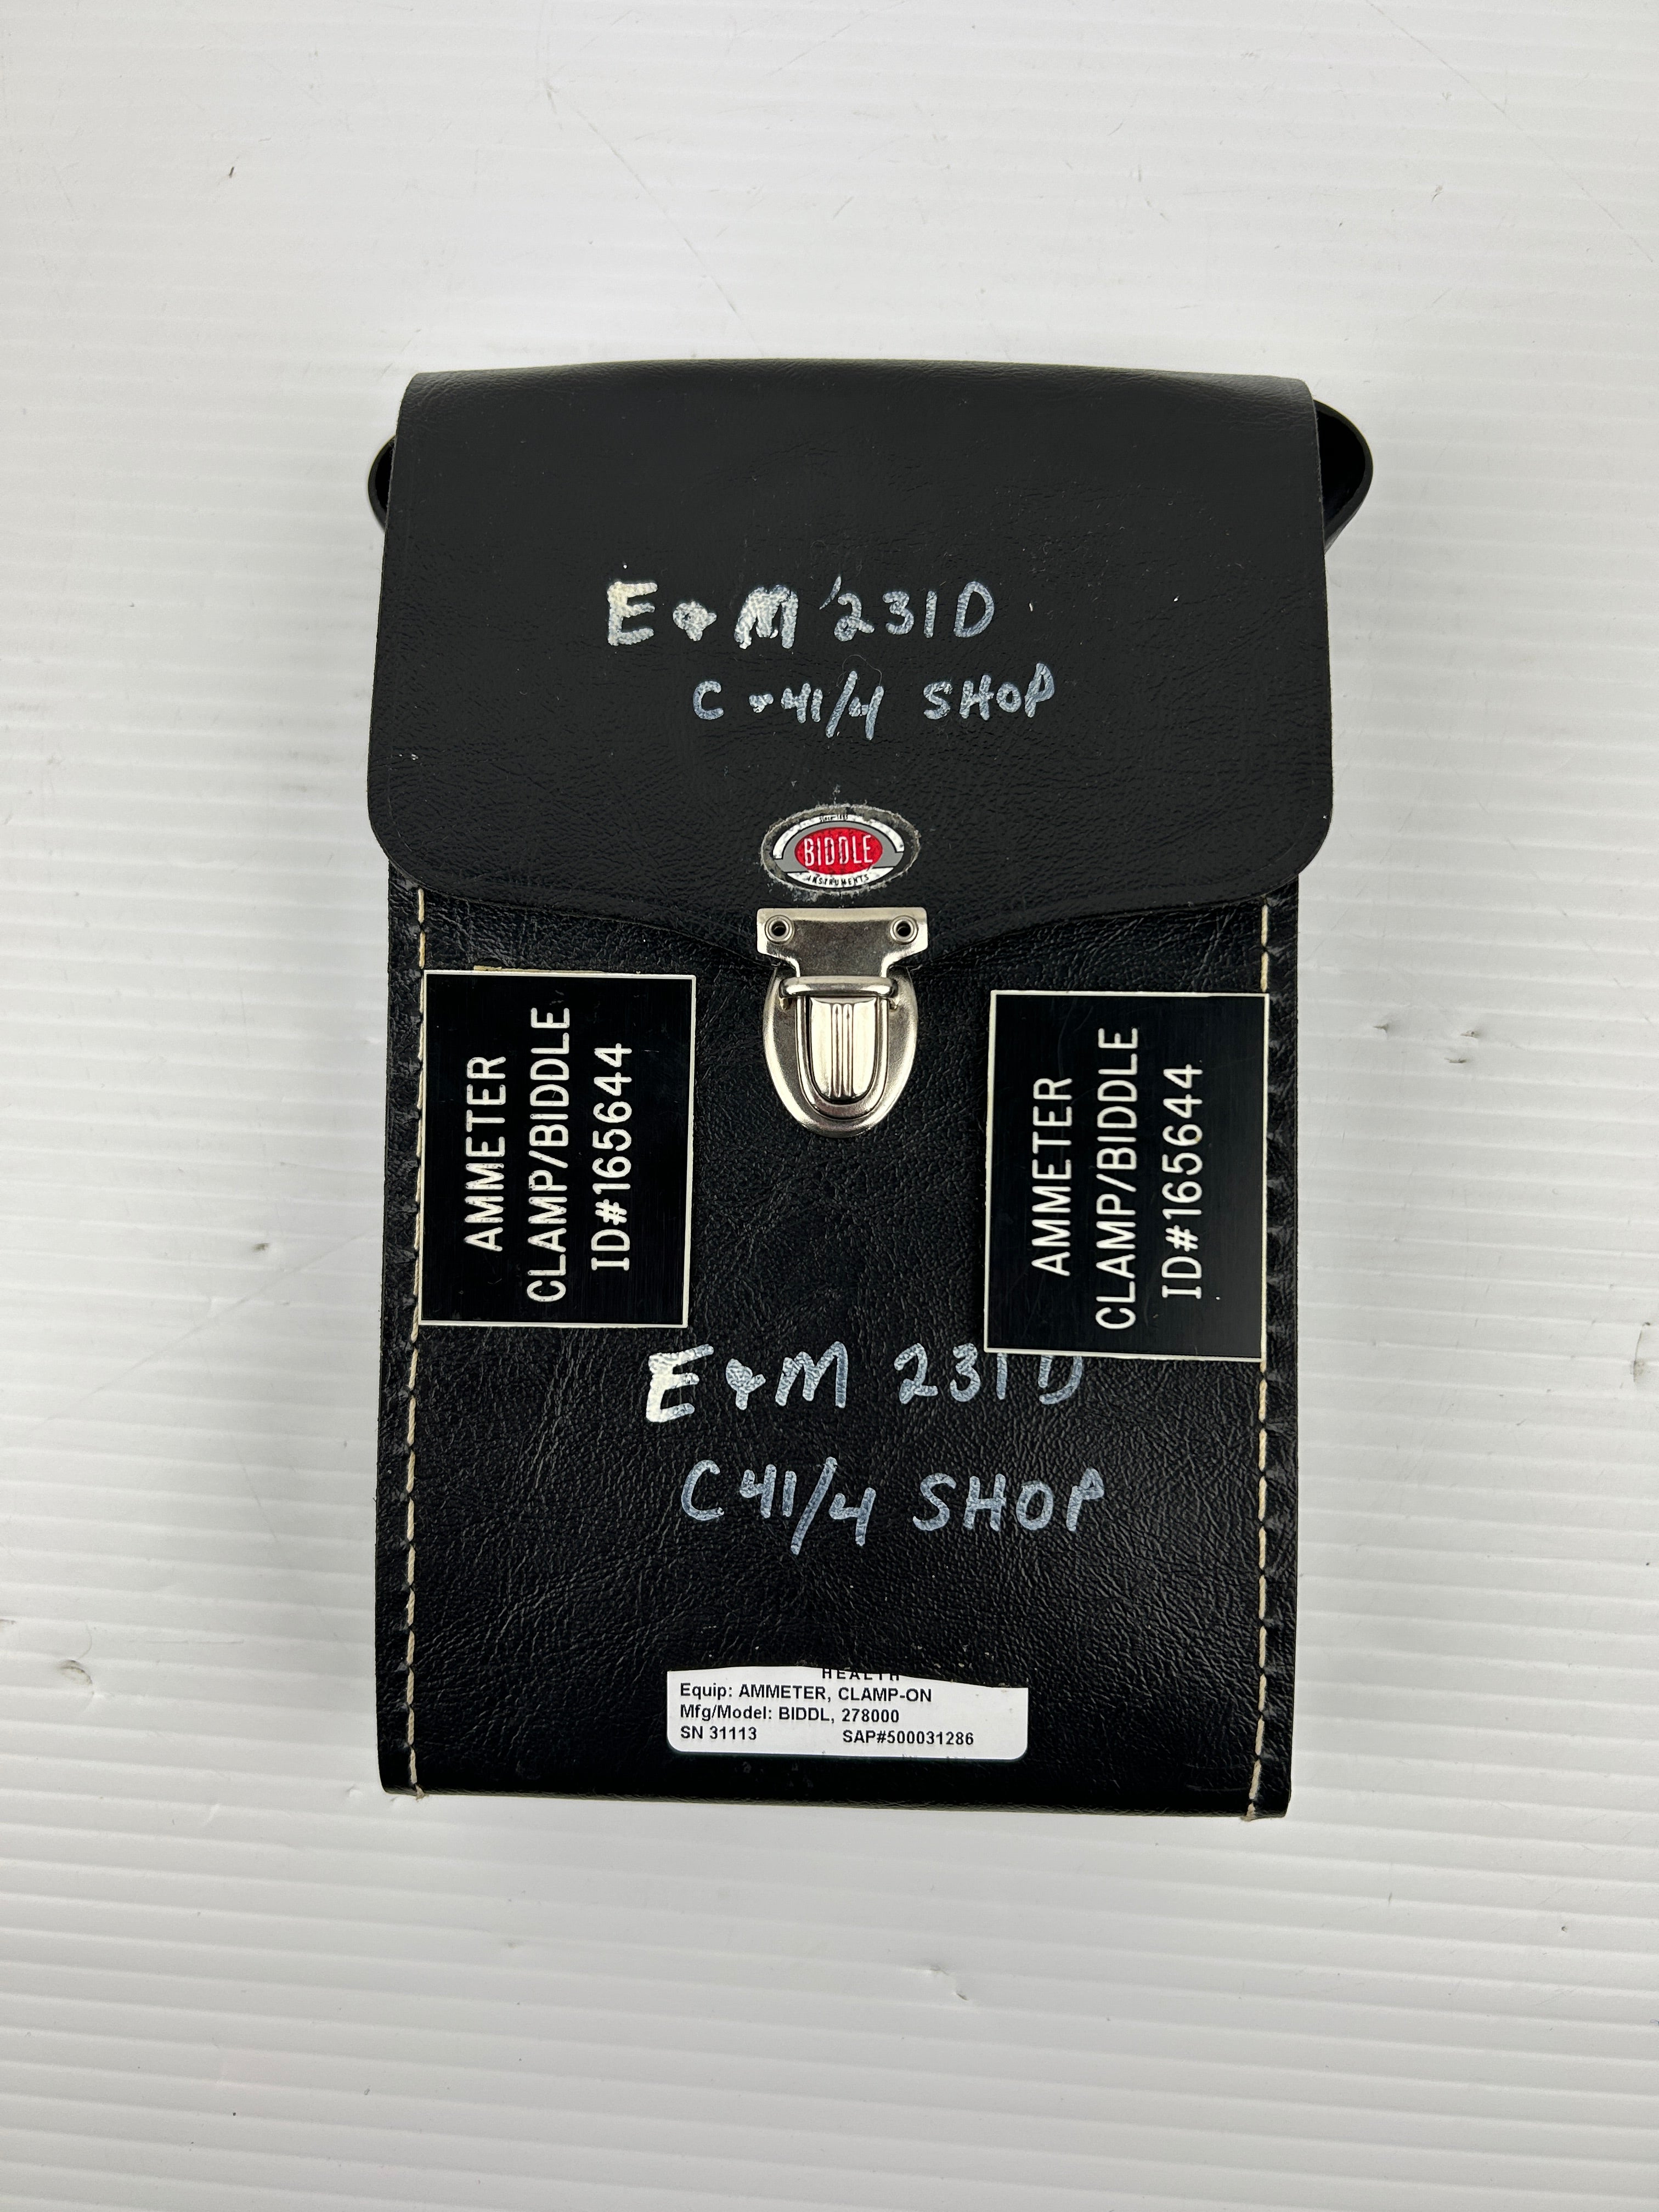 E & M 231D
C 41/4 SHOP
BIDDLE
INSTRUMENTS
AMMETER
CLAMP/BIDDLE
ID#165644
AMMETER
CLAMP/BIDDLE
ID#165644
E & M 231D
C 41/4 SHOP
HEALTH
Equip: AMMETER, CLAMP-ON
Mfg/Model: BIDDL, 278000
SN 31113 SAP#500031286